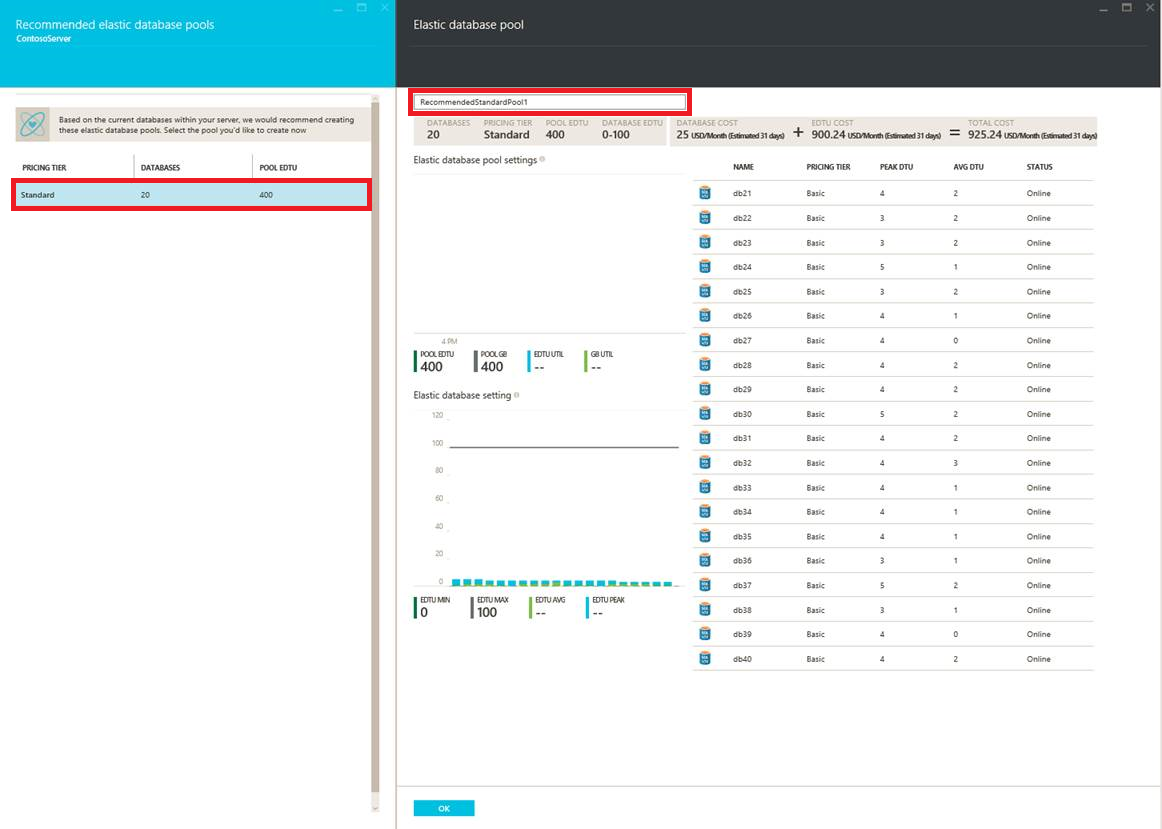 Recommended elastic database pools
ContosoServer
Based on the current databases within your server, we would recommend creating
these elastic database pools. Select the pool you'd like to create now
PRICING TIER DATABASES POOL EDTU
Standard 20 400
Elastic database pool
RecommendedStandardPool1
DATABASES PRICING TIER POOL EDTU DATABASE EDTU DATABASE COST EDTU COST TOTAL COST
20 Standard 400 0-100 25 USD/Month (Estimated 31 days) + 900.24 USD/Month (Estimated 31 days) = 925.24 USD/Month (Estimated 31 days)
Elastic database pool settings
4 PM
POOL EDTU POOL GB EDTU UTIL GB UTIL
400 400 -- --
Elastic database setting
120
100
80
60
40
20
0
EDTU MIN EDTU MAX EDTU AVG EDTU PEAK
0 100 -- --
NAME PRICING TIER PEAK DTU AVG DTU STATUS
db21 Basic 4 2 Online
db22 Basic 3 2 Online
db23 Basic 3 2 Online
db24 Basic 5 1 Online
db25 Basic 3 2 Online
db26 Basic 4 1 Online
db27 Basic 4 0 Online
db28 Basic 4 2 Online
db29 Basic 4 2 Online
db30 Basic 5 2 Online
db31 Basic 4 2 Online
db32 Basic 4 3 Online
db33 Basic 4 1 Online
db34 Basic 4 1 Online
db35 Basic 4 1 Online
db36 Basic 3 1 Online
db37 Basic 5 2 Online
db38 Basic 3 1 Online
db39 Basic 4 0 Online
db40 Basic 4 2 Online
OK